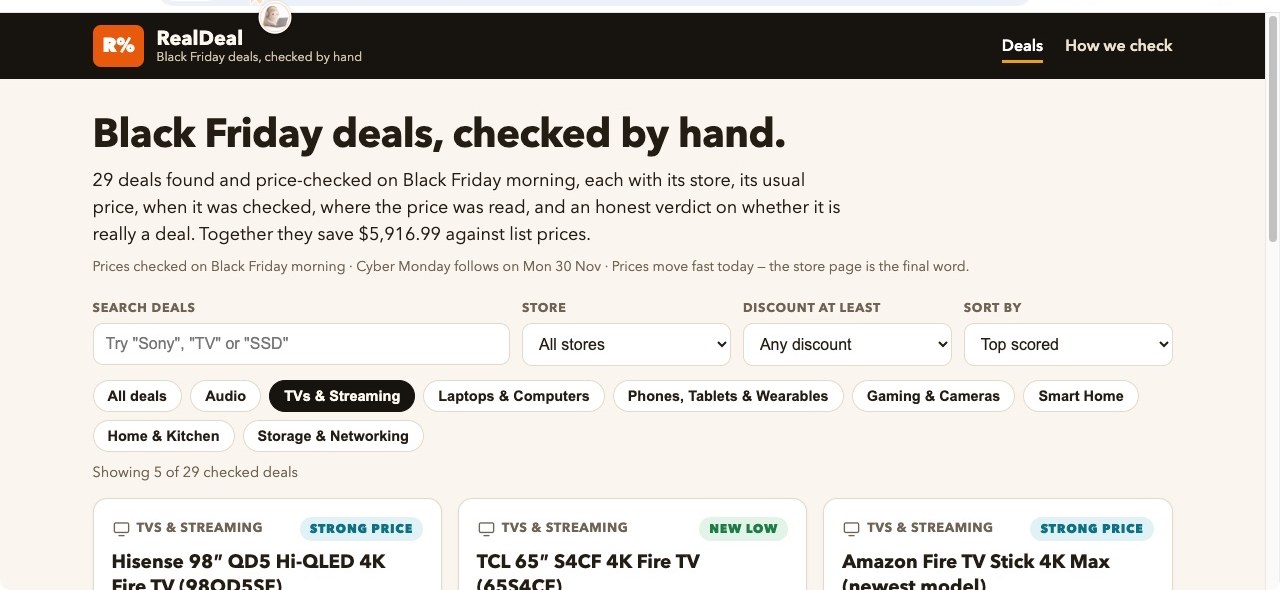 R%
RealDeal
Black Friday deals, checked by hand
Deals
How we check
Black Friday deals, checked by hand.
29 deals found and price-checked on Black Friday morning, each with its store, its usual
price, when it was checked, where the price was read, and an honest verdict on whether it is
really a deal. Together they save $5,916.99 against list prices.
Prices checked on Black Friday morning · Cyber Monday follows on Mon 30 Nov · Prices move fast today — the store page is the final word.
SEARCH DEALS
STORE
DISCOUNT AT LEAST
SORT BY
Try "Sony", "TV" or "SSD"
All stores
Any discount
Top scored
All deals
Audio
TVs & Streaming
Laptops & Computers
Phones, Tablets & Wearables
Gaming & Cameras
Smart Home
Home & Kitchen
Storage & Networking
Showing 5 of 29 checked deals
TVS & STREAMING
STRONG PRICE
Hisense 98″ QD5 Hi-QLED 4K
Fire TV (98QD5SF)
TVS & STREAMING
NEW LOW
TCL 65″ S4CF 4K Fire TV
(65S4CF)
TVS & STREAMING
STRONG PRICE
Amazon Fire TV Stick 4K Max
(newest model)